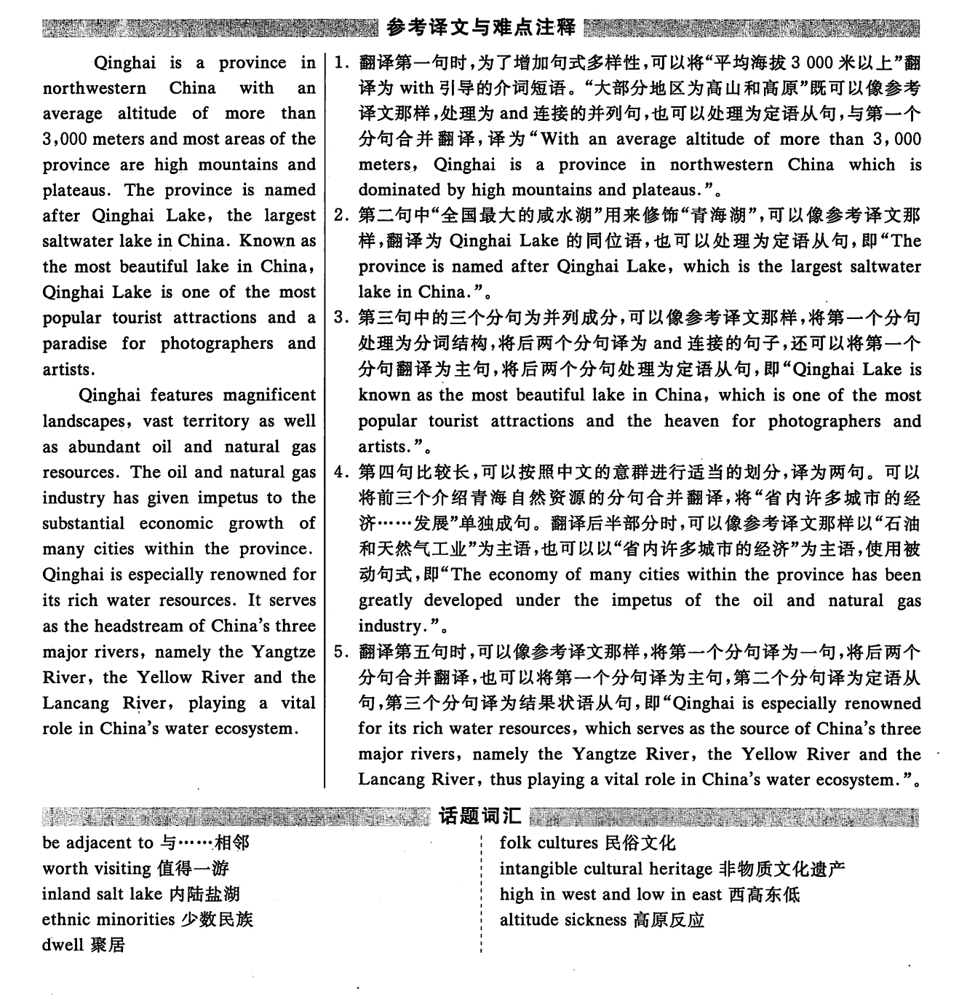 参考译文与难点注释
Qinghai is a province in
northwestern China with an
average altitude of more than
3,000 meters and most areas of the
province are high mountains and
plateaus. The province is named
after Qinghai Lake, the largest
saltwater lake in China. Known as
the most beautiful lake in China,
Qinghai Lake is one of the most
popular tourist attractions and a
paradise for photographers and
artists.
Qinghai features magnificent
landscapes, vast territory as well
as abundant oil and natural gas
resources. The oil and natural gas
industry has given impetus to the
substantial economic growth of
many cities within the province.
Qinghai is especially renowned for
its rich water resources. It serves
as the headstream of China's three
major rivers, namely the Yangtze
River, the Yellow River and the
Lancang River, playing a vital
role in China's water ecosystem.
1. 翻译第一句时,为了增加句式多样性,可以将“平均海拔 3 000 米以上”翻
译为 with 引导的介词短语。“大部分地区为高山和高原”既可以像参考
译文那样,处理为 and 连接的并列句,也可以处理为定语从句,与第一个
分句合并翻译,译为“With an average altitude of more than 3,000
meters, Qinghai is a province in northwestern China which is
dominated by high mountains and plateaus.”。
2. 第二句中“全国最大的咸水湖”用来修饰“青海湖”,可以像参考译文那
样,翻译为 Qinghai Lake 的同位语,也可以处理为定语从句,即“The
province is named after Qinghai Lake, which is the largest saltwater
lake in China.”。
3. 第三句中的三个分句为并列成分,可以像参考译文那样,将第一个分句
处理为分词结构,将后两个分句译为 and 连接的句子,还可以将第一个
分句翻译为主句,将后两个分句处理为定语从句,即“Qinghai Lake is
known as the most beautiful lake in China, which is one of the most
popular tourist attractions and the heaven for photographers and
artists.”。
4. 第四句比较长,可以按照中文的意群进行适当的划分,译为两句。可以
将前三个介绍青海自然资源的分句合并翻译,将“省内许多城市的经
济……发展”单独成句。翻译后半部分时,可以像参考译文那样以“石油
和天然气工业”为主语,也可以以“省内许多城市的经济”为主语,使用被
动句式,即“The economy of many cities within the province has been
greatly developed under the impetus of the oil and natural gas
industry.”。
5. 翻译第五句时,可以像参考译文那样,将第一个分句译为一句,将后两个
分句合并翻译,也可以将第一个分句译为主句,第二个分句译为定语从
句,第三个分句译为结果状语从句,即“Qinghai is especially renowned
for its rich water resources, which serves as the source of China's three
major rivers, namely the Yangtze River, the Yellow River and the
Lancang River, thus playing a vital role in China's water ecosystem.”。
话题词汇
be adjacent to 与……相邻
worth visiting 值得一游
inland salt lake 内陆盐湖
ethnic minorities 少数民族
dwell 聚居
folk cultures 民俗文化
intangible cultural heritage 非物质文化遗产
high in west and low in east 西高东低
altitude sickness 高原反应